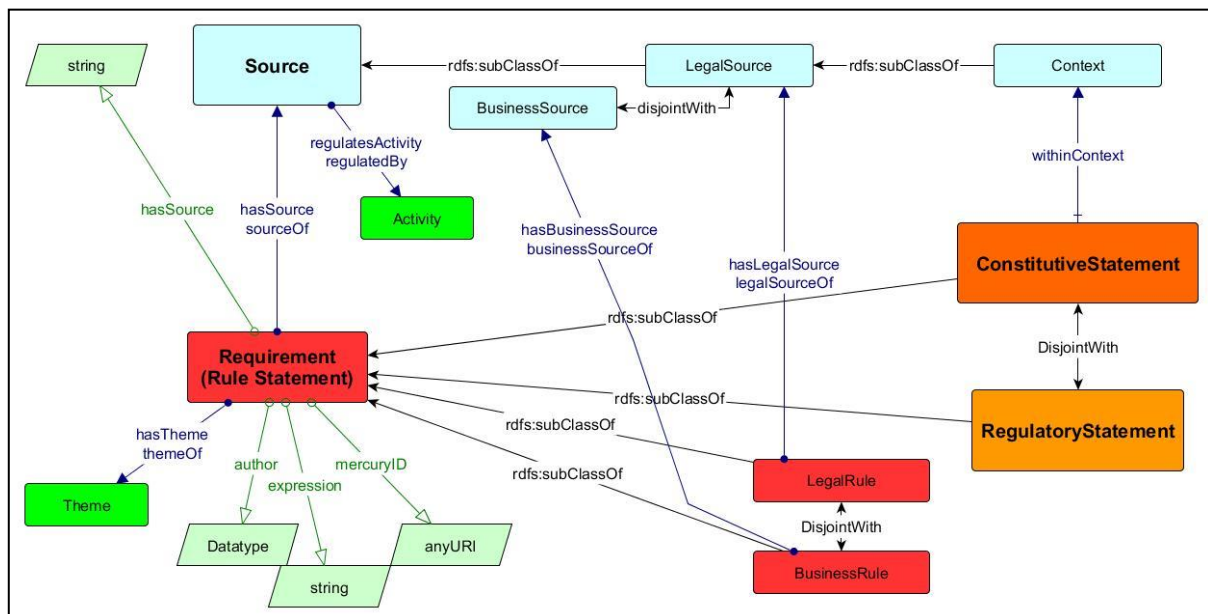 string
Source
rdfs:subClassOf
LegalSource
rdfs:subClassOf
Context
BusinessSource
disjointWith
regulatesActivity
regulatedBy
withinContext
hasSource
hasSource
sourceOf
Activity
hasBusinessSource
businessSourceOf
hasLegalSource
legalSourceOf
ConstitutiveStatement
rdfs:subClassOf
Requirement
(Rule Statement)
DisjointWith
rdfs:subClassOf
RegulatoryStatement
rdfs:subClassOf
hasTheme
themeOf
author
mercuryID
expression
rdfs:subClassOf
LegalRule
Theme
DisjointWith
Datatype
anyURI
string
BusinessRule